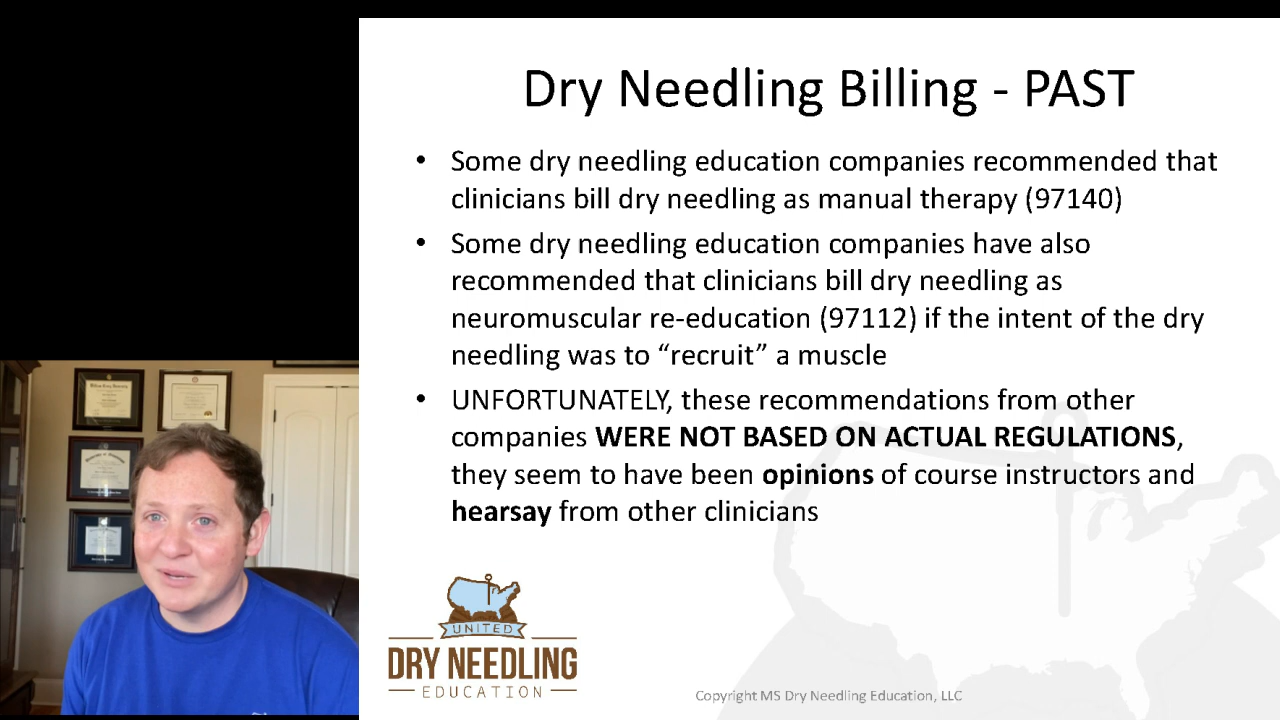 Dry Needling Billing - PAST
• Some dry needling education companies recommended that
clinicians bill dry needling as manual therapy (97140)
• Some dry needling education companies have also
recommended that clinicians bill dry needling as
neuromuscular re-education (97112) if the intent of the dry
needling was to “recruit” a muscle
• UNFORTUNATELY, these recommendations from other
companies WERE NOT BASED ON ACTUAL REGULATIONS,
they seem to have been opinions of course instructors and
hearsay from other clinicians
UNITED
DRY NEEDLING
EDUCATION
Copyright MS Dry Needling Education, LLC